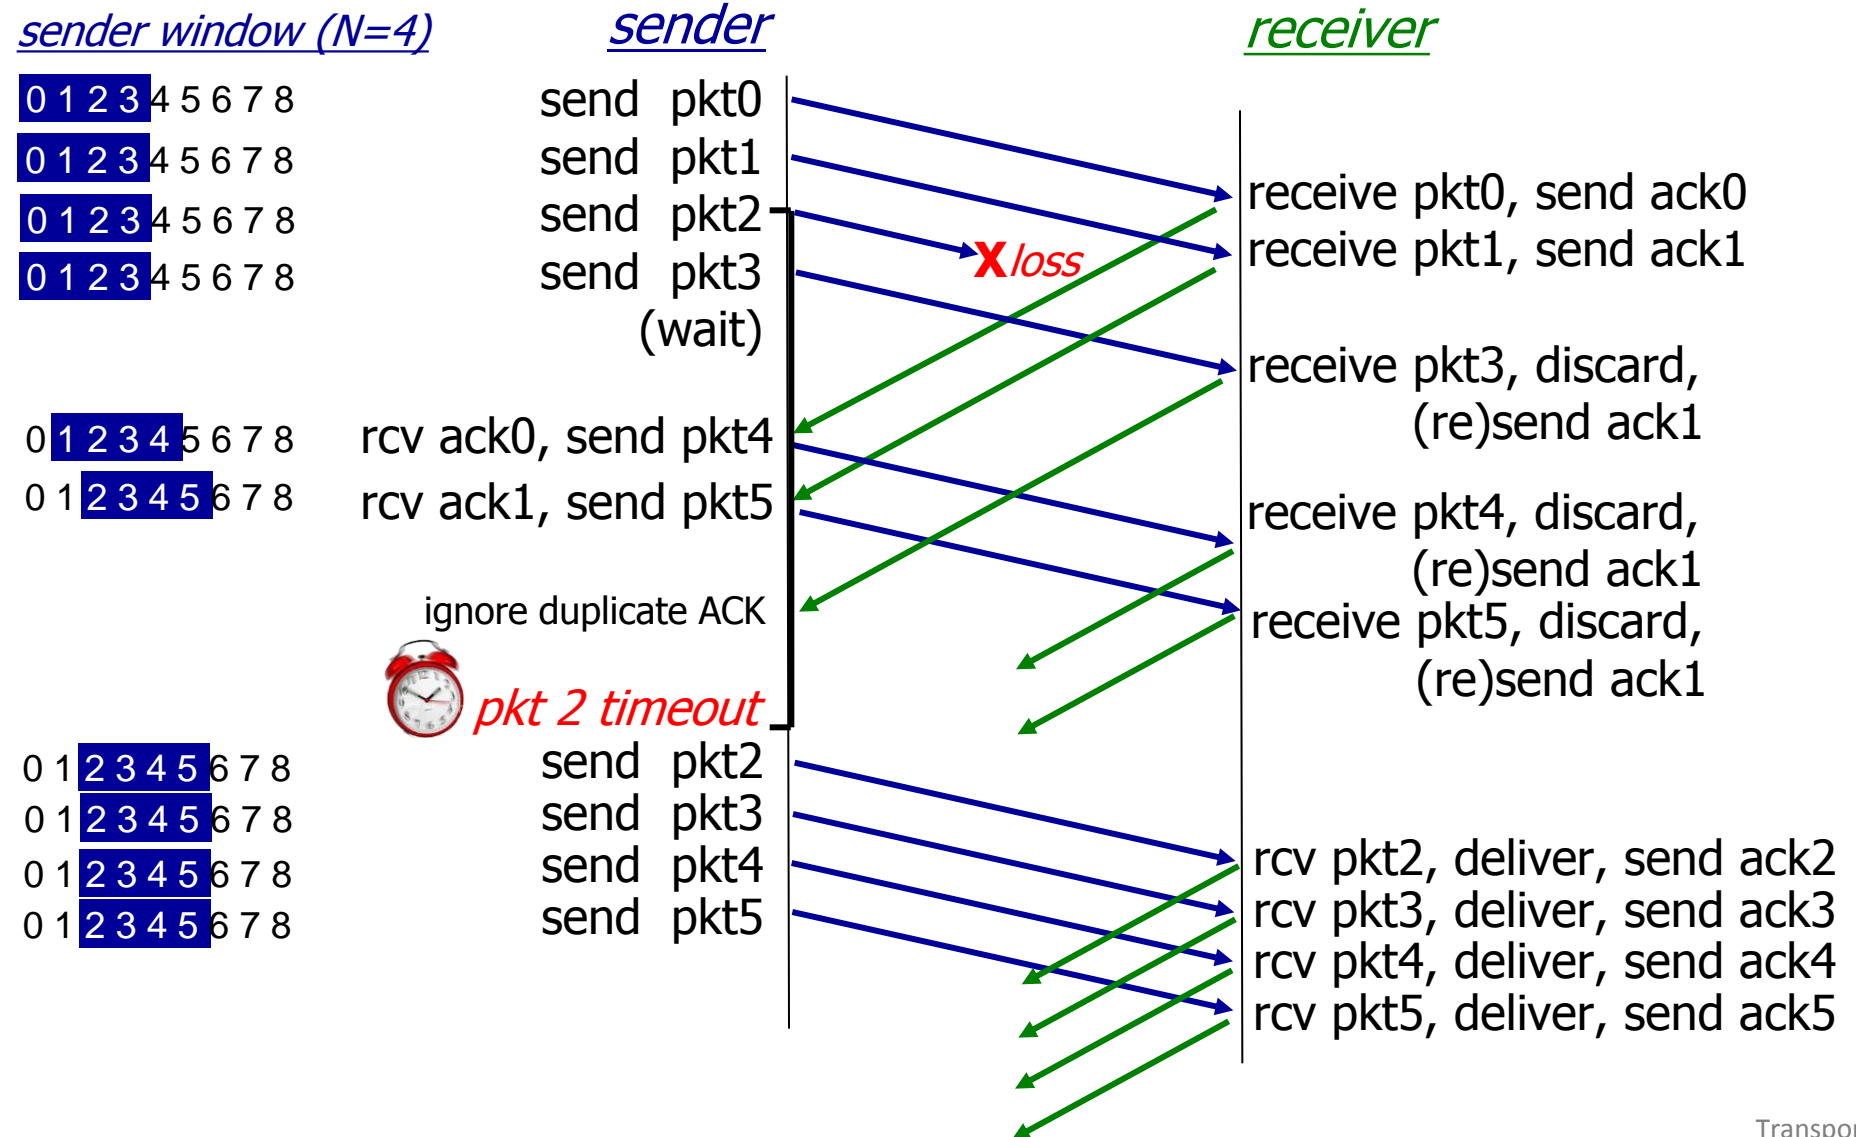 sender window (N=4) sender receiver
0 1 2 3 4 5 6 7 8 send pkt0
0 1 2 3 4 5 6 7 8 send pkt1
receive pkt0, send ack0
0 1 2 3 4 5 6 7 8 send pkt2
receive pkt1, send ack1
X loss
0 1 2 3 4 5 6 7 8 send pkt3
(wait)
receive pkt3, discard,
(re)send ack1
0 1 2 3 4 5 6 7 8 rcv ack0, send pkt4
0 1 2 3 4 5 6 7 8 rcv ack1, send pkt5
receive pkt4, discard,
(re)send ack1
ignore duplicate ACK
receive pkt5, discard,
(re)send ack1
pkt 2 timeout
0 1 2 3 4 5 6 7 8 send pkt2
0 1 2 3 4 5 6 7 8 send pkt3
0 1 2 3 4 5 6 7 8 send pkt4
rcv pkt2, deliver, send ack2
0 1 2 3 4 5 6 7 8 send pkt5
rcv pkt3, deliver, send ack3
rcv pkt4, deliver, send ack4
rcv pkt5, deliver, send ack5